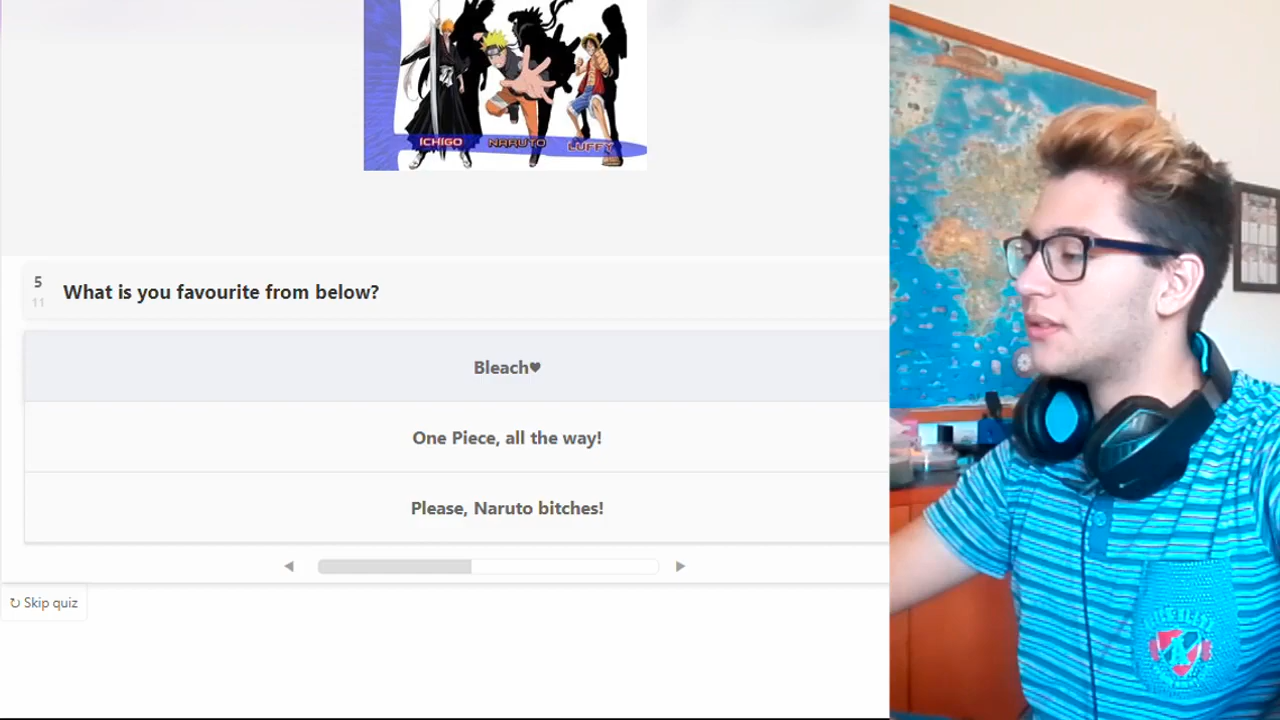 ICHIGO NARUTO LUFFY
5
11
What is you favourite from below?
Bleach♥
One Piece, all the way!
Please, Naruto bitches!
↻ Skip quiz